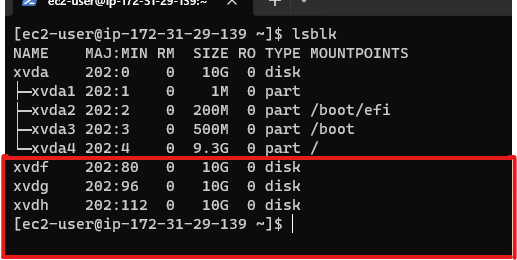 ec2-user@ip-172-31-29-139:~
[ec2-user@ip-172-31-29-139 ~]$ lsblk
NAME    MAJ:MIN RM  SIZE RO TYPE MOUNTPOINTS
xvda    202:0    0   10G  0 disk
├─xvda1 202:1    0    1M  0 part
├─xvda2 202:2    0  200M  0 part /boot/efi
├─xvda3 202:3    0  500M  0 part /boot
└─xvda4 202:4    0  9.3G  0 part /
xvdf    202:80   0   10G  0 disk
xvdg    202:96   0   10G  0 disk
xvdh    202:112  0   10G  0 disk
[ec2-user@ip-172-31-29-139 ~]$